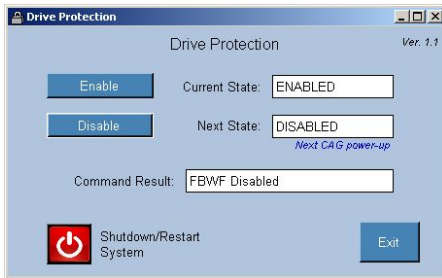 Drive Protection
Drive Protection
Ver. 1.1
Enable
Current State: ENABLED
Disable
Next State: DISABLED
Next CAG power-up
Command Result: FBWF Disabled
Shutdown/Restart
System
Exit